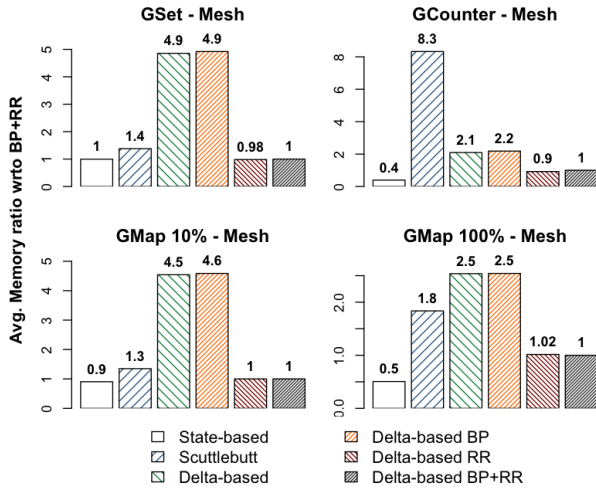 GSet - Mesh
GCounter - Mesh
Avg. Memory ratio wrto BP+RR
0 1 2 3 4 5
1 1.4 4.9 4.9 0.98 1
0 2 4 6 8
0.4 8.3 2.1 2.2 0.9 1
GMap 10% - Mesh
GMap 100% - Mesh
0 1 2 3 4 5
0.9 1.3 4.5 4.6 1 1
0.0 1.0 2.0
0.5 1.8 2.5 2.5 1.02 1
State-based
Scuttlebutt
Delta-based
Delta-based BP
Delta-based RR
Delta-based BP+RR